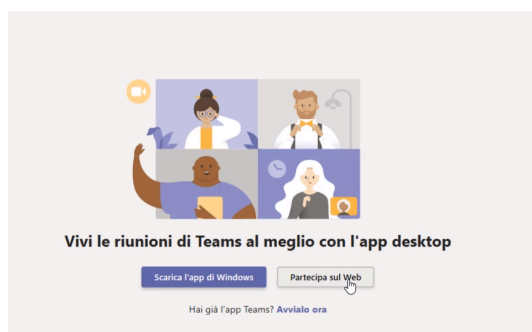 Vivi le riunioni di Teams al meglio con l'app desktop
Scarica l'app di Windows
Partecipa sul Web
Hai già l'app Teams? Avvialo ora